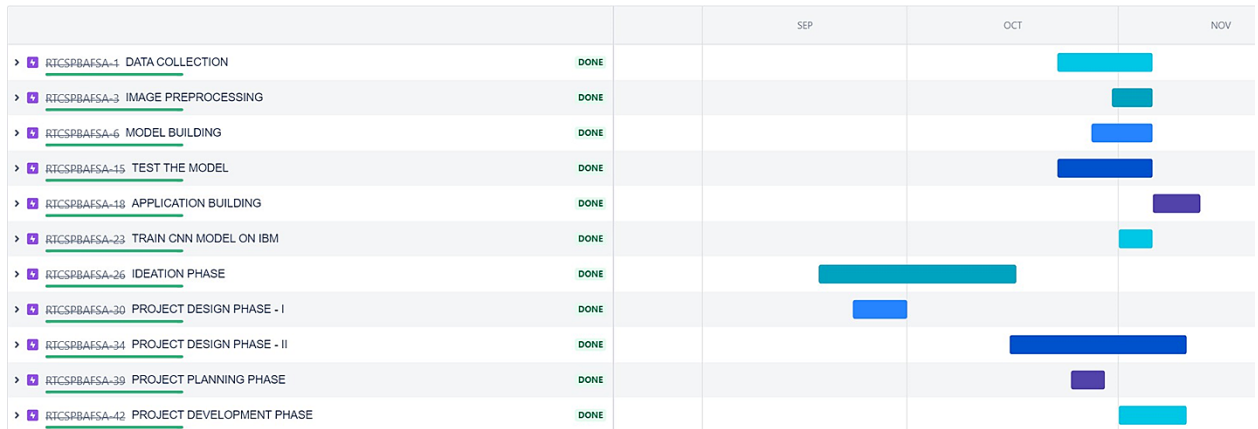 SEP OCT NOV
RTCSPBAFSA-1 DATA COLLECTION DONE
RTCSPBAFSA-3 IMAGE PREPROCESSING DONE
RTCSPBAFSA-6 MODEL BUILDING DONE
RTCSPBAFSA-15 TEST THE MODEL DONE
RTCSPBAFSA-18 APPLICATION BUILDING DONE
RTCSPBAFSA-23 TRAIN CNN MODEL ON IBM DONE
RTCSPBAFSA-26 IDEATION PHASE DONE
RTCSPBAFSA-30 PROJECT DESIGN PHASE - I DONE
RTCSPBAFSA-34 PROJECT DESIGN PHASE - II DONE
RTCSPBAFSA-39 PROJECT PLANNING PHASE DONE
RTCSPBAFSA-42 PROJECT DEVELOPMENT PHASE DONE